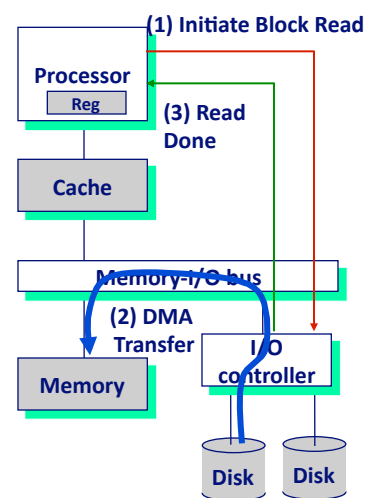 (1) Initiate Block Read
Processor
Reg
(3) Read
Done
Cache
Memory-I/O bus
(2) DMA
Transfer
I/O
controller
Memory
Disk
Disk